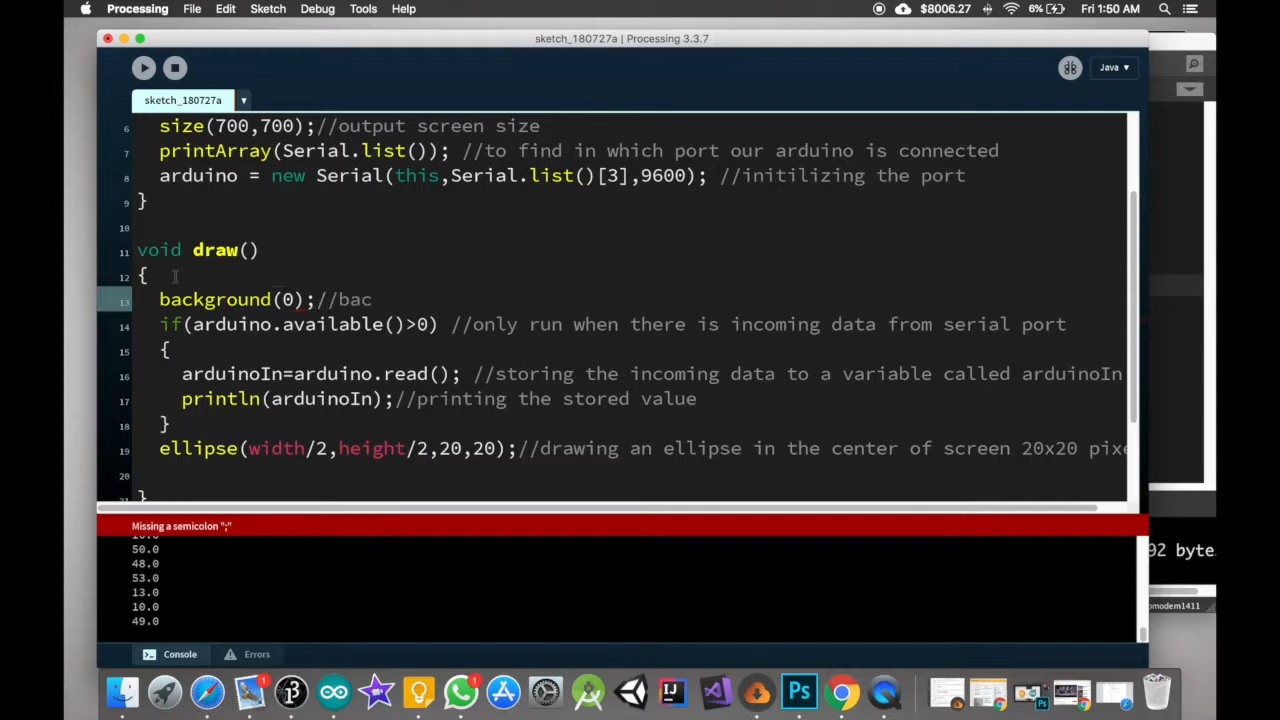 Processing File Edit Sketch Debug Tools Help $8006.27 6% Fri 1:50 AM
sketch_180727a | Processing 3.3.7
Java ▾
sketch_180727a ▾
6 size(700,700);//output screen size
7 printArray(Serial.list()); //to find in which port our arduino is connected
8 arduino = new Serial(this,Serial.list()[3],9600); //initilizing the port
9 }
10
11 void draw()
12 {
13 background(0);//bac
14 if(arduino.available()>0) //only run when there is incoming data from serial port
15 {
16 arduinoIn=arduino.read(); //storing the incoming data to a variable called arduinoIn
17 println(arduinoIn);//printing the stored value
18 }
19 ellipse(width/2,height/2,20,20);//drawing an ellipse in the center of screen 20x20 pixe
20
21 }
Missing a semicolon ";"
50.0
48.0
53.0
13.0
10.0
49.0
92 byte
pmodem1411
Console Errors
1 1
Ps